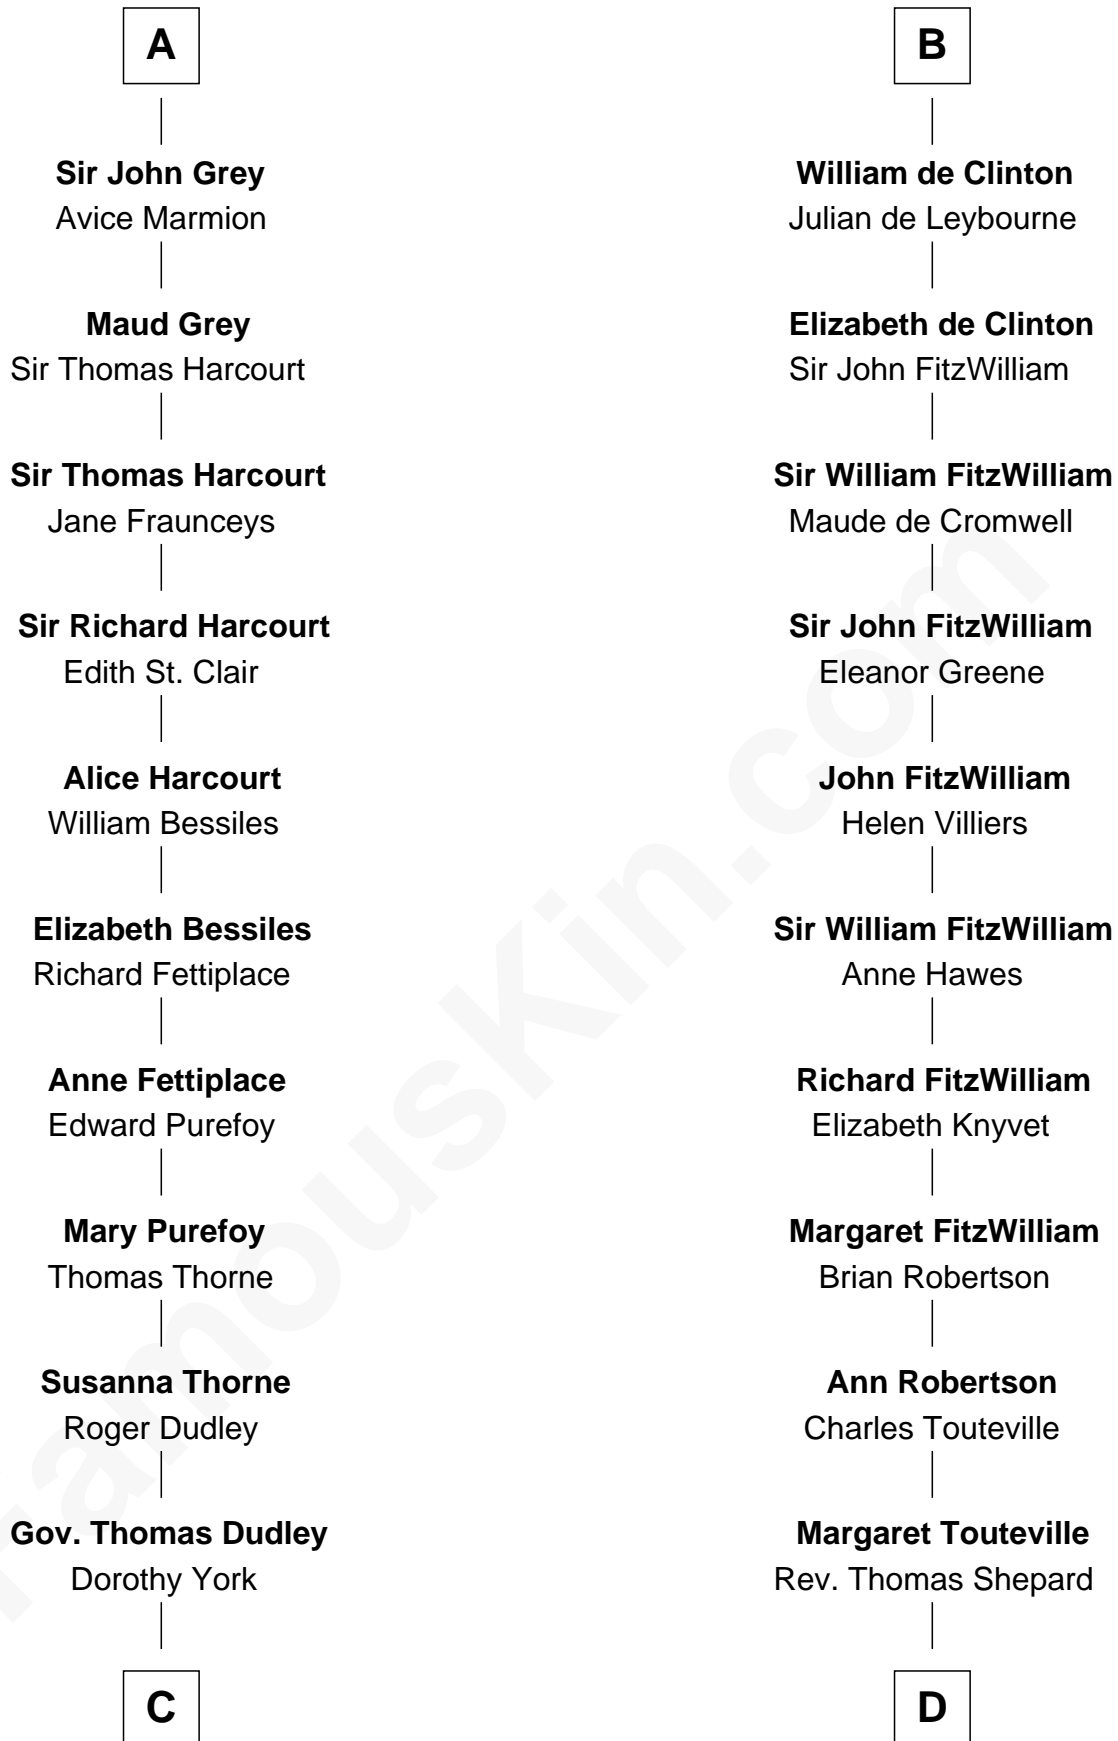 A
Sir John Grey
Avice Marmion
Maud Grey
Sir Thomas Harcourt
Sir Thomas Harcourt
Jane Fraunceys
Sir Richard Harcourt
Edith St. Clair
Alice Harcourt
William Bessiles
Elizabeth Bessiles
Richard Fettiplace
Anne Fettiplace
Edward Purefoy
Mary Purefoy
Thomas Thorne
Susanna Thorne
Roger Dudley
Gov. Thomas Dudley
Dorothy York
C
B
William de Clinton
Julian de Leybourne
Elizabeth de Clinton
Sir John FitzWilliam
Sir William FitzWilliam
Maude de Cromwell
Sir John FitzWilliam
Eleanor Greene
John FitzWilliam
Helen Villiers
Sir William FitzWilliam
Anne Hawes
Richard FitzWilliam
Elizabeth Knyvet
Margaret FitzWilliam
Brian Robertson
Ann Robertson
Charles Touteville
Margaret Touteville
Rev. Thomas Shepard
D
FamousKin.com